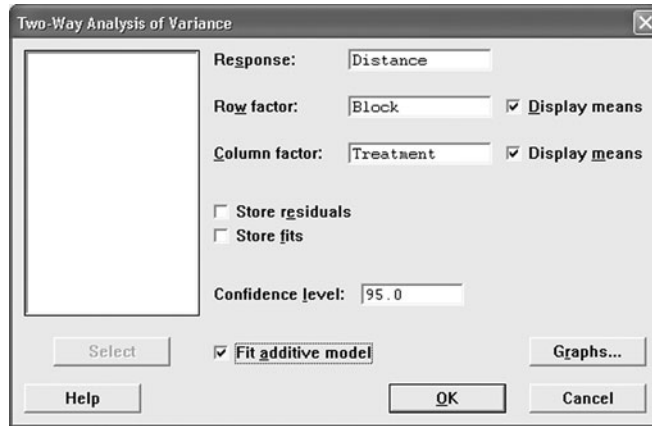 Two-Way Analysis of Variance
Response: Distance
Row factor: Block Display means
Column factor: Treatment Display means
Store residuals
Store fits
Confidence level: 95.0
Select Fit additive model Graphs...
Help OK Cancel